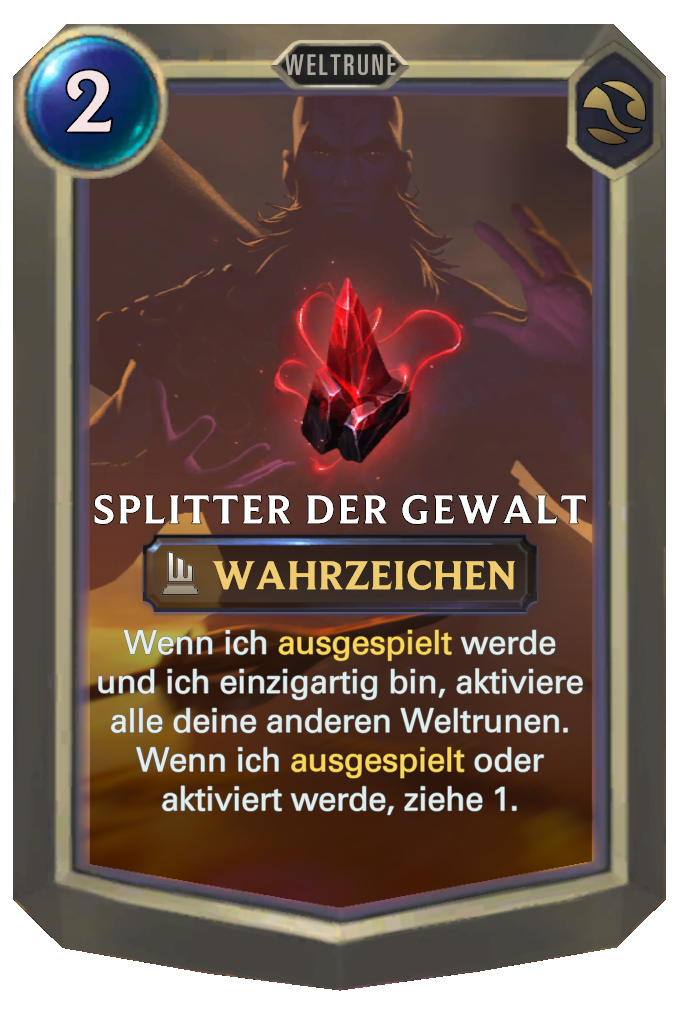 2
WELTRUNE
SPLITTER DER GEWALT
WAHRZEICHEN
Wenn ich ausgespielt werde
und ich einzigartig bin, aktiviere
alle deine anderen Weltrunen.
Wenn ich ausgespielt oder
aktiviert werde, ziehe 1.